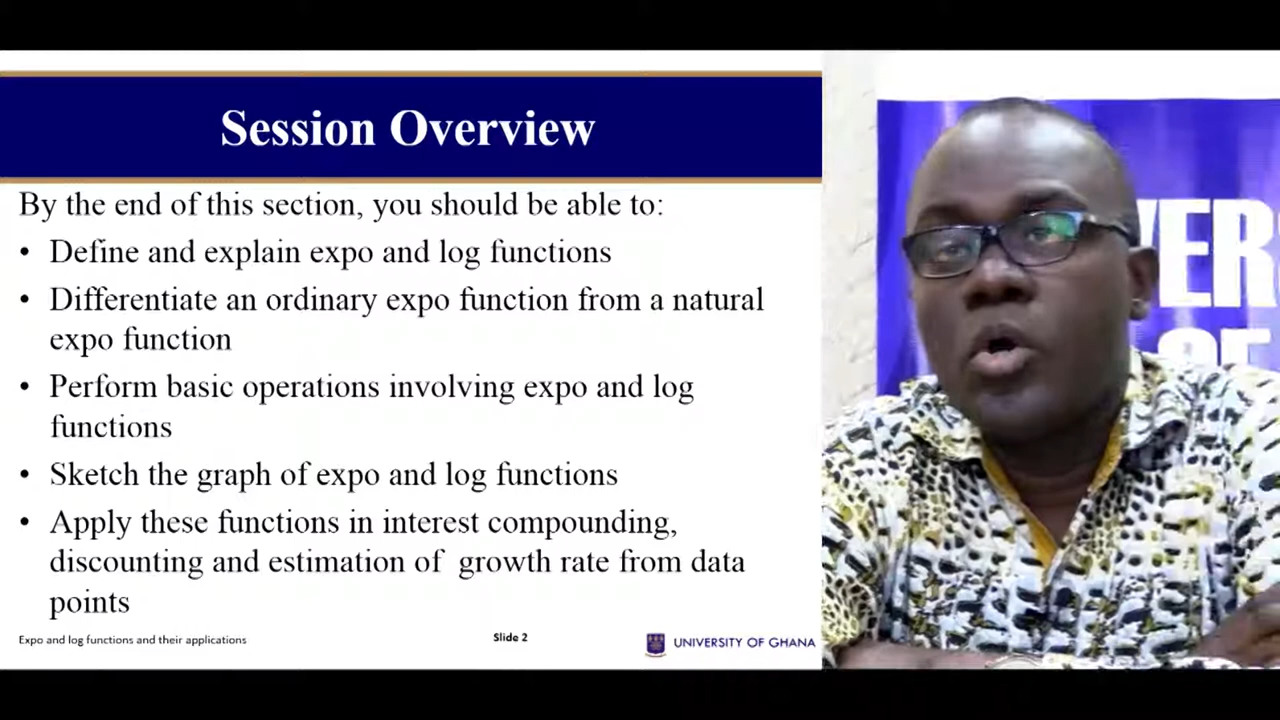 Session Overview
By the end of this section, you should be able to:
• Define and explain expo and log functions
• Differentiate an ordinary expo function from a natural
expo function
• Perform basic operations involving expo and log
functions
• Sketch the graph of expo and log functions
• Apply these functions in interest compounding,
discounting and estimation of growth rate from data
points
Expo and log functions and their applications
Slide 2
UNIVERSITY OF GHANA
VERS
OF